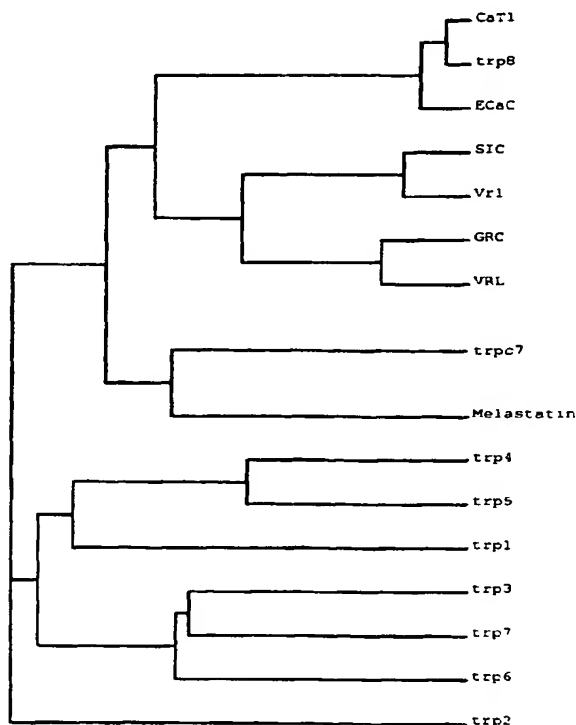 CaT1
trp8
ECaC
SIC
Vr1
GRC
VRL
trpc7
Melastatin
trp4
trp5
trp1
trp3
trp7
trp6
trp2